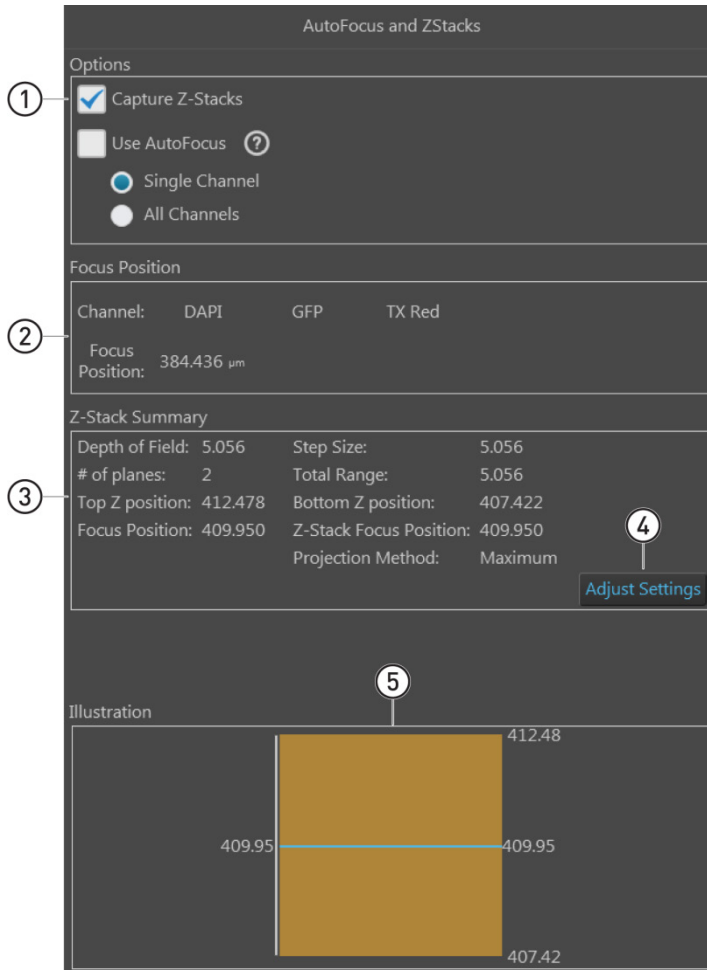 AutoFocus and ZStacks
Options
1
Capture Z-Stacks
Use AutoFocus ?
Single Channel
All Channels
Focus Position
2
Channel: DAPI GFP TX Red
Focus
Position: 384.436 µm
Z-Stack Summary
3
Depth of Field: 5.056 Step Size: 5.056
# of planes: 2 Total Range: 5.056
Top Z position: 412.478 Bottom Z position: 407.422
Focus Position: 409.950 Z-Stack Focus Position: 409.950
4
Projection Method: Maximum
Adjust Settings
5
Illustration
412.48
409.95 409.95
407.42